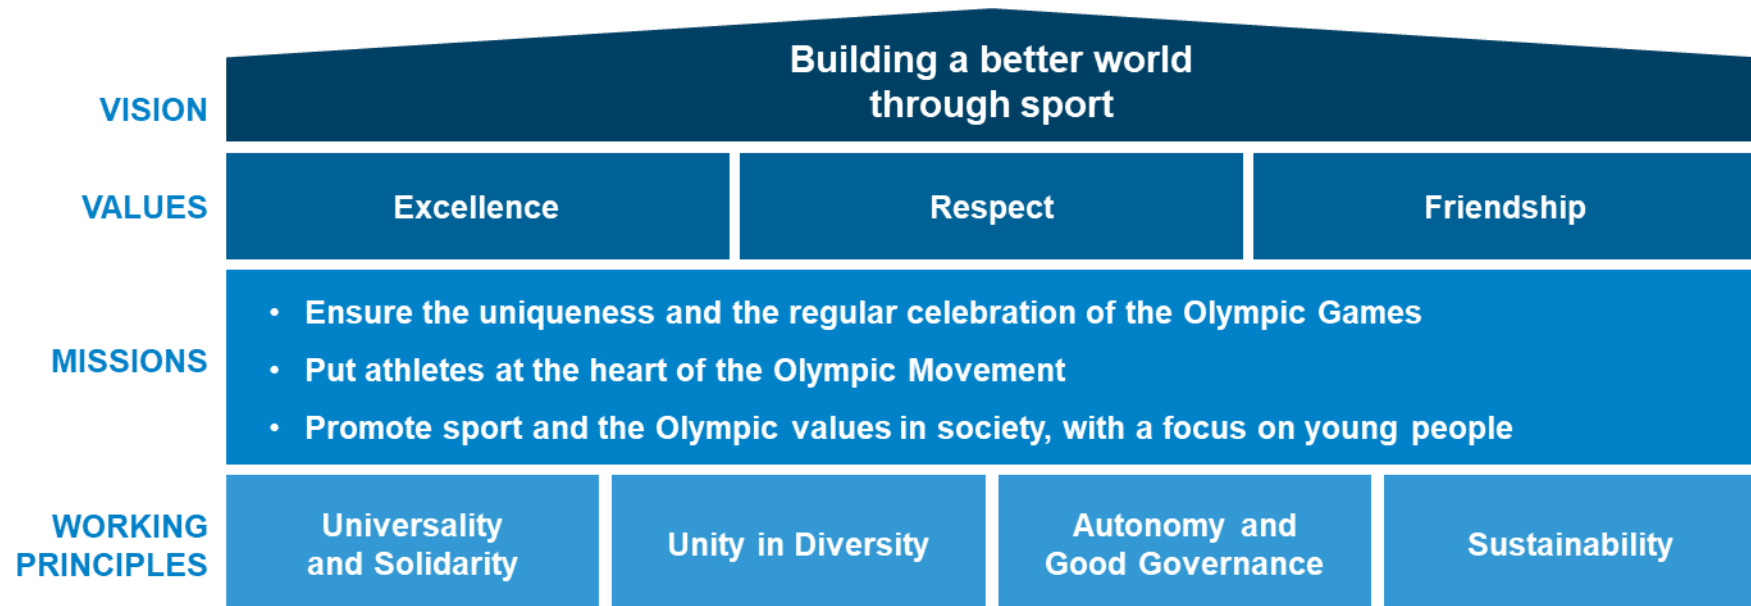 Building a better world
through sport
VISION
VALUES
Excellence
Respect
Friendship
MISSIONS
• Ensure the uniqueness and the regular celebration of the Olympic Games
• Put athletes at the heart of the Olympic Movement
• Promote sport and the Olympic values in society, with a focus on young people
WORKING
PRINCIPLES
Universality
and Solidarity
Unity in Diversity
Autonomy and
Good Governance
Sustainability